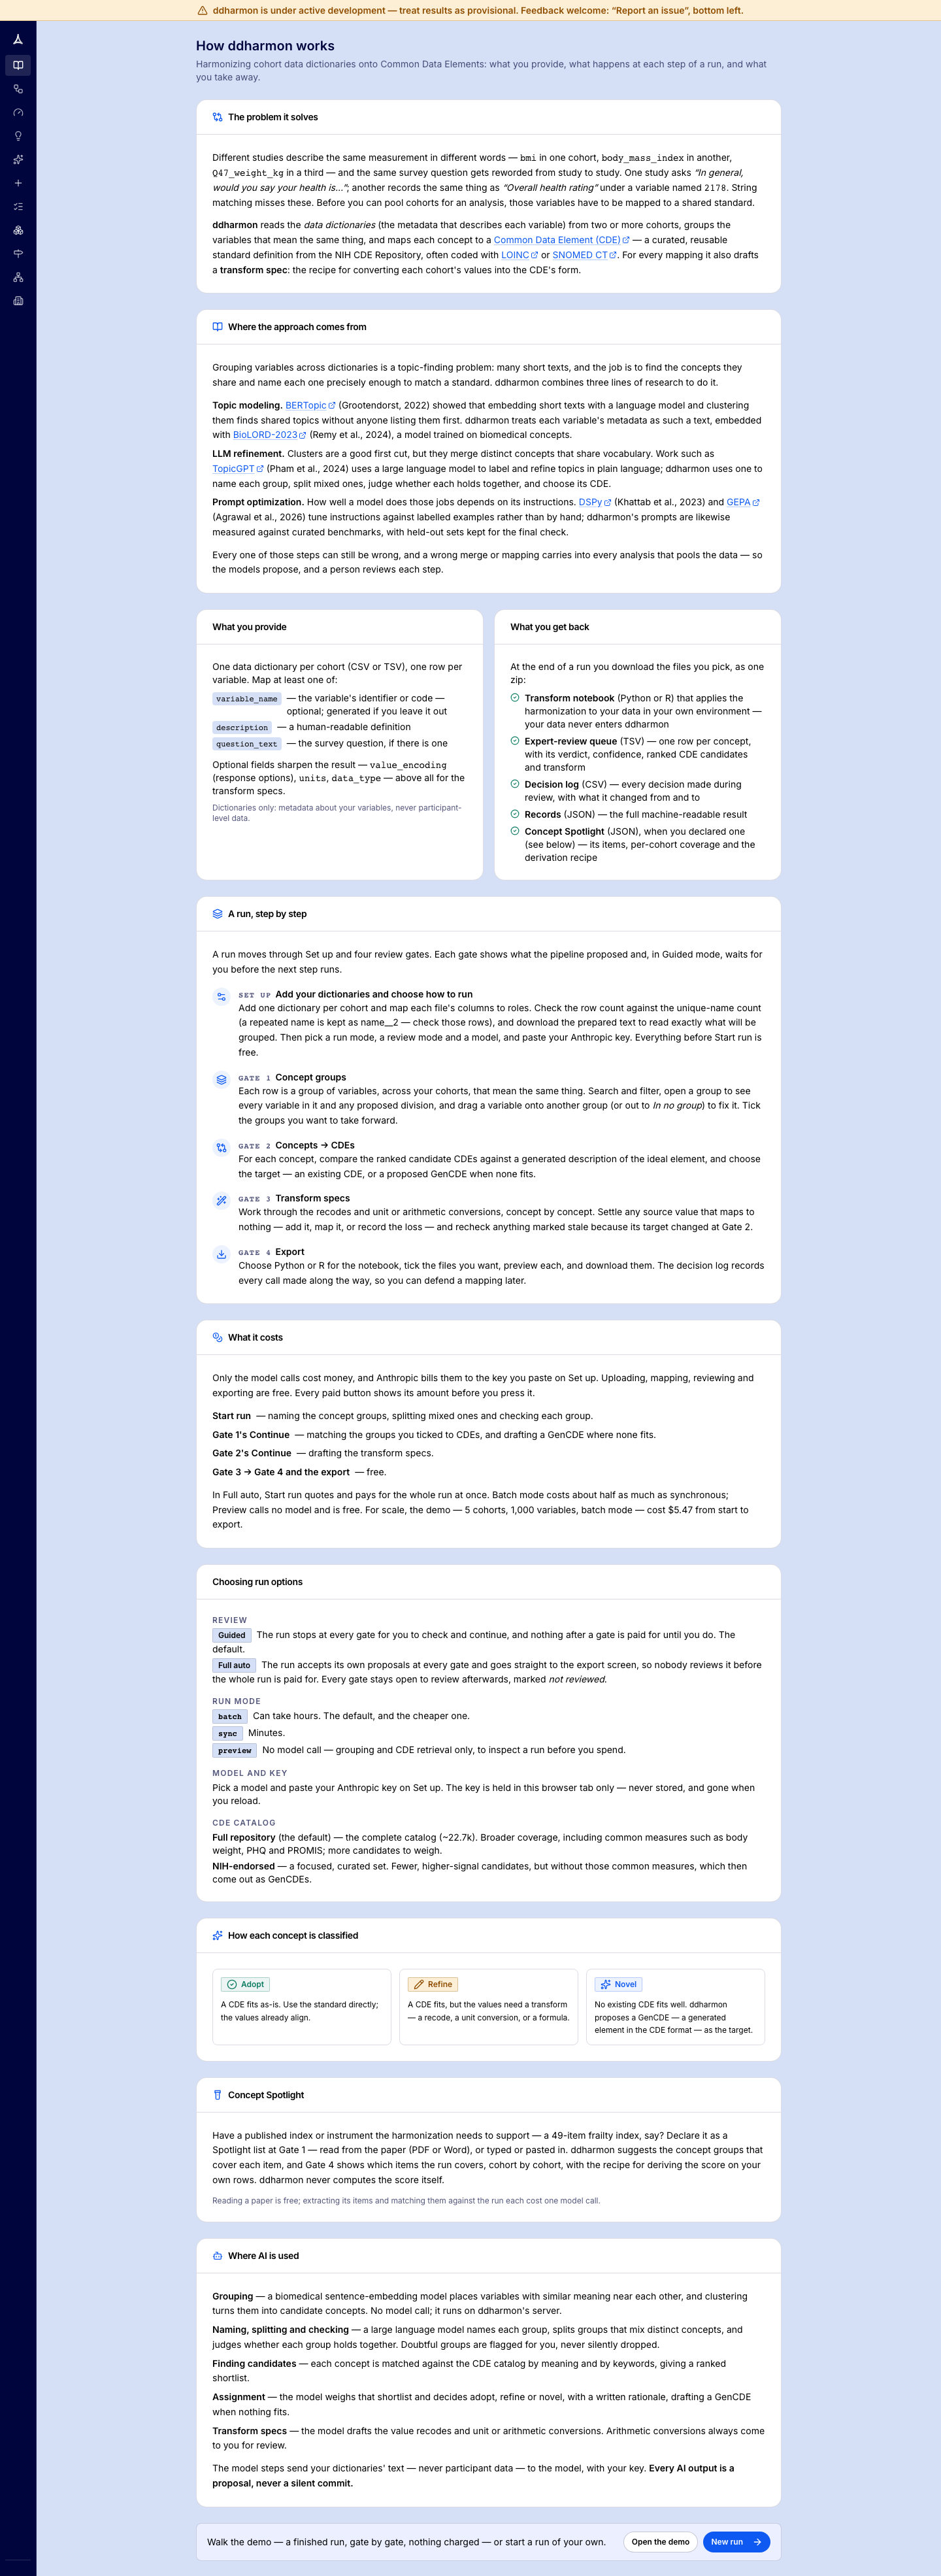 ddharmon is under active development — treat results as provisional. Feedback welcome: “Report an issue”, bottom left.
How ddharmon works
Harmonizing cohort data dictionaries onto Common Data Elements: what you provide, what happens at each step of a run, and what
you take away.
The problem it solves
Different studies describe the same measurement in different words — bmi in one cohort, body_mass_index in another,
Q47_weight_kg in a third — and the same survey question gets reworded from study to study. One study asks “In general,
would you say your health is…”; another records the same thing as “Overall health rating” under a variable named 2178. String
matching misses these. Before you can pool cohorts for an analysis, those variables have to be mapped to a shared standard.
ddharmon reads the data dictionaries (the metadata that describes each variable) from two or more cohorts, groups the
variables that mean the same thing, and maps each concept to a Common Data Element (CDE) — a curated, reusable
standard definition from the NIH CDE Repository, often coded with LOINC or SNOMED CT. For every mapping it also drafts
a transform spec: the recipe for converting each cohort's values into the CDE's form.
Where the approach comes from
Grouping variables across dictionaries is a topic-finding problem: many short texts, and the job is to find the concepts they
share and name each one precisely enough to match a standard. ddharmon combines three lines of research to do it.
Topic modeling. BERTopic (Grootendorst, 2022) showed that embedding short texts with a language model and clustering
them finds shared topics without anyone listing them first. ddharmon treats each variable's metadata as such a text, embedded
with BioLORD-2023 (Remy et al., 2024), a model trained on biomedical concepts.
LLM refinement. Clusters are a good first cut, but they merge distinct concepts that share vocabulary. Work such as
TopicGPT (Pham et al., 2024) uses a large language model to label and refine topics in plain language; ddharmon uses one to
name each group, split mixed ones, judge whether each holds together, and choose its CDE.
Prompt optimization. How well a model does those jobs depends on its instructions. DSPy (Khattab et al., 2023) and GEPA
(Agrawal et al., 2026) tune instructions against labelled examples rather than by hand; ddharmon's prompts are likewise
measured against curated benchmarks, with held-out sets kept for the final check.
Every one of those steps can still be wrong, and a wrong merge or mapping carries into every analysis that pools the data — so
the models propose, and a person reviews each step.
What you provide
One data dictionary per cohort (CSV or TSV), one row per
variable. Map at least one of:
variable_name — the variable's identifier or code —
optional; generated if you leave it out
description — a human-readable definition
question_text — the survey question, if there is one
Optional fields sharpen the result — value_encoding
(response options), units, data_type — above all for the
transform specs.
Dictionaries only: metadata about your variables, never participant-
level data.
What you get back
At the end of a run you download the files you pick, as one
zip:
Transform notebook (Python or R) that applies the
harmonization to your data in your own environment —
your data never enters ddharmon
Expert-review queue (TSV) — one row per concept,
with its verdict, confidence, ranked CDE candidates
and transform
Decision log (CSV) — every decision made during
review, with what it changed from and to
Records (JSON) — the full machine-readable result
Concept Spotlight (JSON), when you declared one
(see below) — its items, per-cohort coverage and the
derivation recipe
A run, step by step
A run moves through Set up and four review gates. Each gate shows what the pipeline proposed and, in Guided mode, waits for
you before the next step runs.
SET UP Add your dictionaries and choose how to run
Add one dictionary per cohort and map each file's columns to roles. Check the row count against the unique-name count
(a repeated name is kept as name__2 — check those rows), and download the prepared text to read exactly what will be
grouped. Then pick a run mode, a review mode and a model, and paste your Anthropic key. Everything before Start run is
free.
GATE 1 Concept groups
Each row is a group of variables, across your cohorts, that mean the same thing. Search and filter, open a group to see
every variable in it and any proposed division, and drag a variable onto another group (or out to In no group) to fix it. Tick
the groups you want to take forward.
GATE 2 Concepts → CDEs
For each concept, compare the ranked candidate CDEs against a generated description of the ideal element, and choose
the target — an existing CDE, or a proposed GenCDE when none fits.
GATE 3 Transform specs
Work through the recodes and unit or arithmetic conversions, concept by concept. Settle any source value that maps to
nothing — add it, map it, or record the loss — and recheck anything marked stale because its target changed at Gate 2.
GATE 4 Export
Choose Python or R for the notebook, tick the files you want, preview each, and download them. The decision log records
every call made along the way, so you can defend a mapping later.
What it costs
Only the model calls cost money, and Anthropic bills them to the key you paste on Set up. Uploading, mapping, reviewing and
exporting are free. Every paid button shows its amount before you press it.
Start run — naming the concept groups, splitting mixed ones and checking each group.
Gate 1's Continue — matching the groups you ticked to CDEs, and drafting a GenCDE where none fits.
Gate 2's Continue — drafting the transform specs.
Gate 3 → Gate 4 and the export — free.
In Full auto, Start run quotes and pays for the whole run at once. Batch mode costs about half as much as synchronous;
Preview calls no model and is free. For scale, the demo — 5 cohorts, 1,000 variables, batch mode — cost $5.47 from start to
export.
Choosing run options
REVIEW
Guided The run stops at every gate for you to check and continue, and nothing after a gate is paid for until you do. The
default.
Full auto The run accepts its own proposals at every gate and goes straight to the export screen, so nobody reviews it before
the whole run is paid for. Every gate stays open to review afterwards, marked not reviewed.
RUN MODE
batch Can take hours. The default, and the cheaper one.
sync Minutes.
preview No model call — grouping and CDE retrieval only, to inspect a run before you spend.
MODEL AND KEY
Pick a model and paste your Anthropic key on Set up. The key is held in this browser tab only — never stored, and gone when
you reload.
CDE CATALOG
Full repository (the default) — the complete catalog (~22.7k). Broader coverage, including common measures such as body
weight, PHQ and PROMIS; more candidates to weigh.
NIH-endorsed — a focused, curated set. Fewer, higher-signal candidates, but without those common measures, which then
come out as GenCDEs.
How each concept is classified
Adopt
A CDE fits as-is. Use the standard directly;
the values already align.
Refine
A CDE fits, but the values need a transform
— a recode, a unit conversion, or a formula.
Novel
No existing CDE fits well. ddharmon
proposes a GenCDE — a generated
element in the CDE format — as the target.
Concept Spotlight
Have a published index or instrument the harmonization needs to support — a 49-item frailty index, say? Declare it as a
Spotlight list at Gate 1 — read from the paper (PDF or Word), or typed or pasted in. ddharmon suggests the concept groups that
cover each item, and Gate 4 shows which items the run covers, cohort by cohort, with the recipe for deriving the score on your
own rows. ddharmon never computes the score itself.
Reading a paper is free; extracting its items and matching them against the run each cost one model call.
Where AI is used
Grouping — a biomedical sentence-embedding model places variables with similar meaning near each other, and clustering
turns them into candidate concepts. No model call; it runs on ddharmon's server.
Naming, splitting and checking — a large language model names each group, splits groups that mix distinct concepts, and
judges whether each group holds together. Doubtful groups are flagged for you, never silently dropped.
Finding candidates — each concept is matched against the CDE catalog by meaning and by keywords, giving a ranked
shortlist.
Assignment — the model weighs that shortlist and decides adopt, refine or novel, with a written rationale, drafting a GenCDE
when nothing fits.
Transform specs — the model drafts the value recodes and unit or arithmetic conversions. Arithmetic conversions always come
to you for review.
The model steps send your dictionaries' text — never participant data — to the model, with your key. Every AI output is a
proposal, never a silent commit.
Walk the demo — a finished run, gate by gate, nothing charged — or start a run of your own.
Open the demo
New run